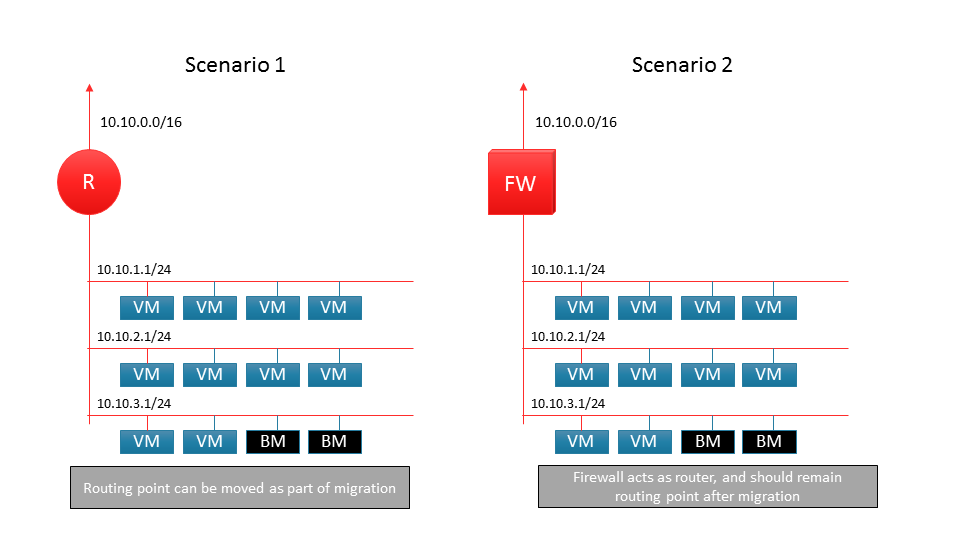 Scenario 1
10.10.0.0/16
R
10.10.1.1/24
VM VM VM VM
10.10.2.1/24
VM VM VM VM
10.10.3.1/24
VM VM BM BM
Routing point can be moved as part of migration
Scenario 2
10.10.0.0/16
FW
10.10.1.1/24
VM VM VM VM
10.10.2.1/24
VM VM VM VM
10.10.3.1/24
VM VM BM BM
Firewall acts as router, and should remain
routing point after migration